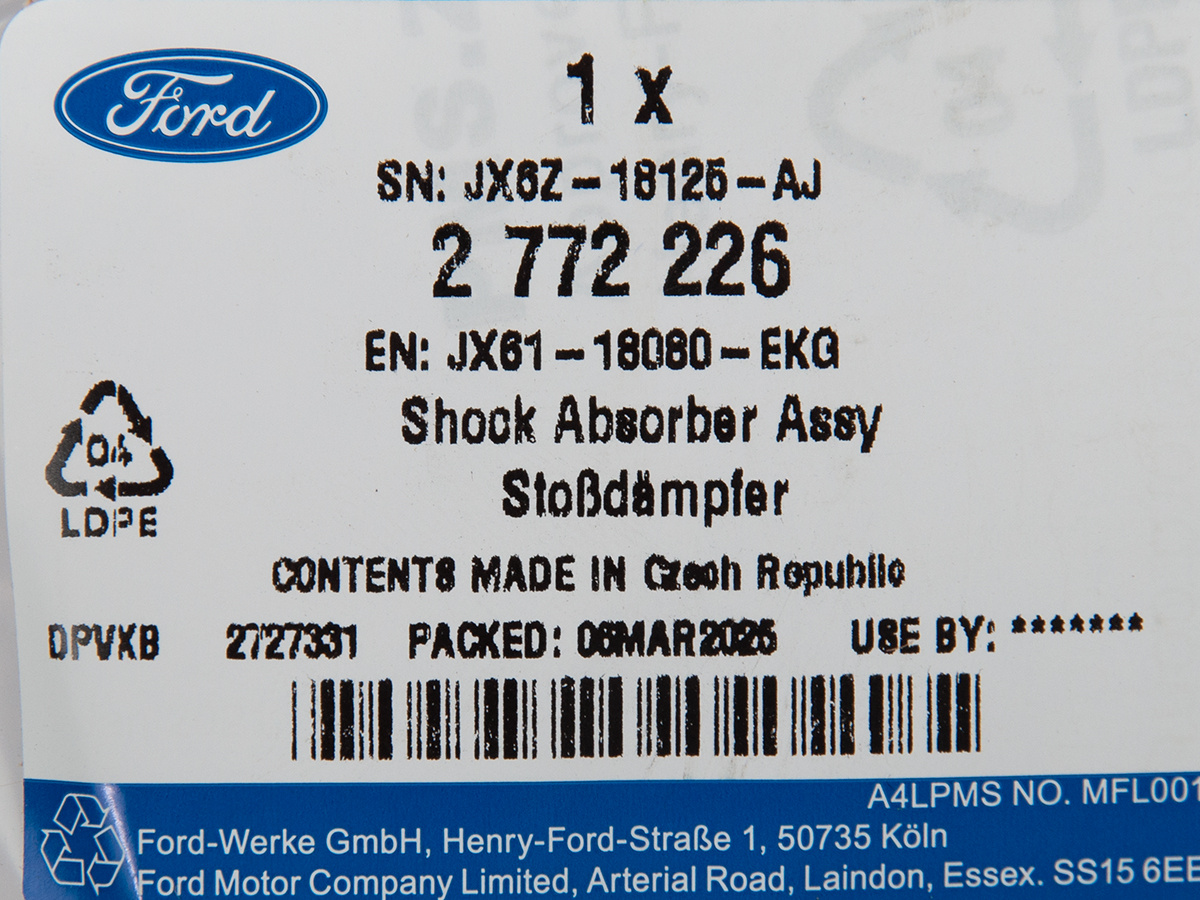 Ford
1 x
SN: JX6Z-18125-AJ
2 772 226
EN: JX61-18080-EKG
Shock Absorber Assy
Stoßdämpfer
04
LDPE
CONTENTS MADE IN Czech Republic
DPVXB 2727331 PACKED: 06MAR2025 USE BY: *******
A4LPMS NO. MFL001
Ford-Werke GmbH, Henry-Ford-Straße 1, 50735 Köln
Ford Motor Company Limited, Arterial Road, Laindon, Essex. SS15 6EE